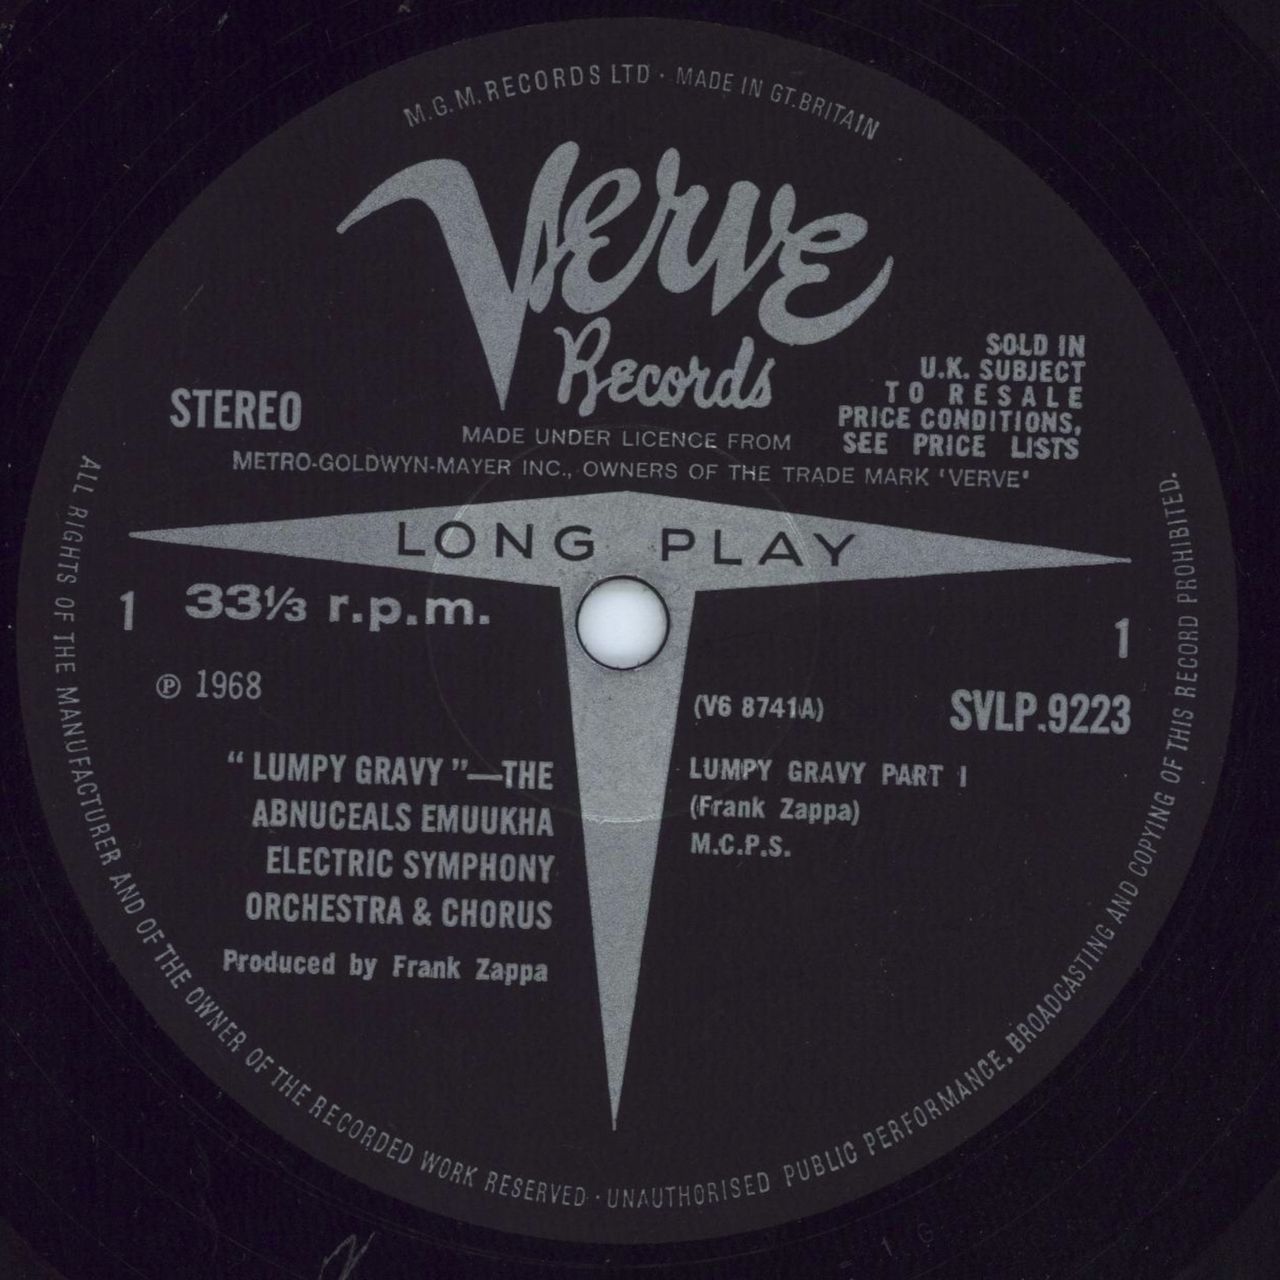 M.G.M. RECORDS LTD · MADE IN GT. BRITAIN
Verve
Records
SOLD IN
U.K. SUBJECT
TO RESALE
PRICE CONDITIONS,
SEE PRICE LISTS
STEREO
MADE UNDER LICENCE FROM
METRO-GOLDWYN-MAYER INC., OWNERS OF THE TRADE MARK 'VERVE'
LONG PLAY
1 33⅓ r.p.m.
1
℗ 1968
(V6 8741A)
SVLP.9223
“ LUMPY GRAVY ”—THE
ABNUCEALS EMUUKHA
ELECTRIC SYMPHONY
ORCHESTRA & CHORUS
Produced by Frank Zappa
LUMPY GRAVY PART I
(Frank Zappa)
M.C.P.S.
ALL RIGHTS OF THE MANUFACTURER AND OF THE OWNER OF THE RECORDED WORK RESERVED · UNAUTHORISED PUBLIC PERFORMANCE, BROADCASTING AND COPYING OF THIS RECORD PROHIBITED.